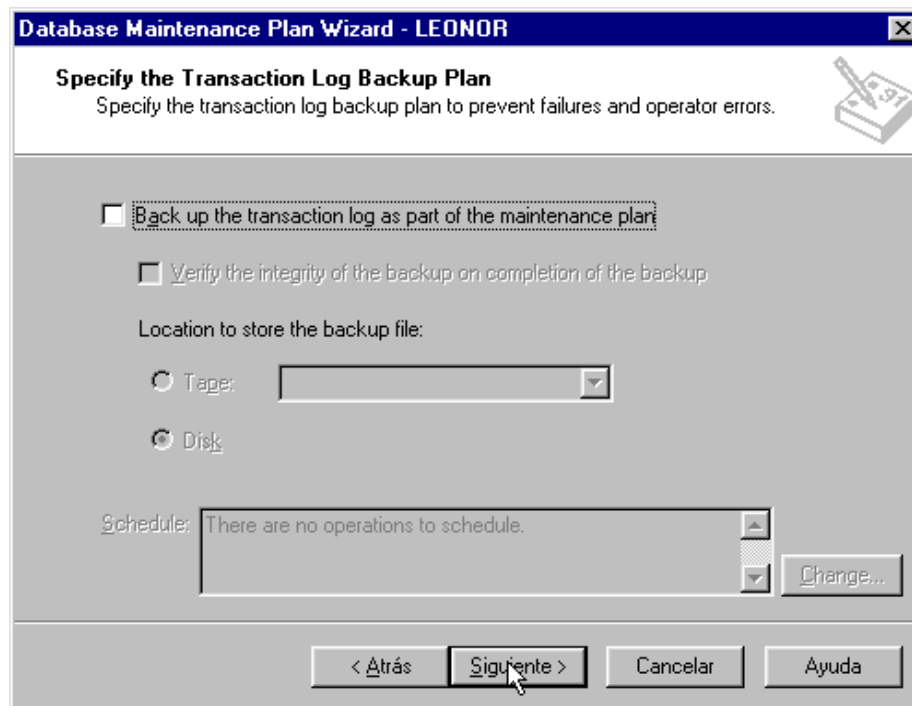 Database Maintenance Plan Wizard - LEONOR
Specify the Transaction Log Backup Plan
Specify the transaction log backup plan to prevent failures and operator errors.
Back up the transaction log as part of the maintenance plan
Verify the integrity of the backup on completion of the backup
Location to store the backup file:
Tape:
Disk
Schedule: There are no operations to schedule.
Change...
< Atrás Siguiente > Cancelar Ayuda